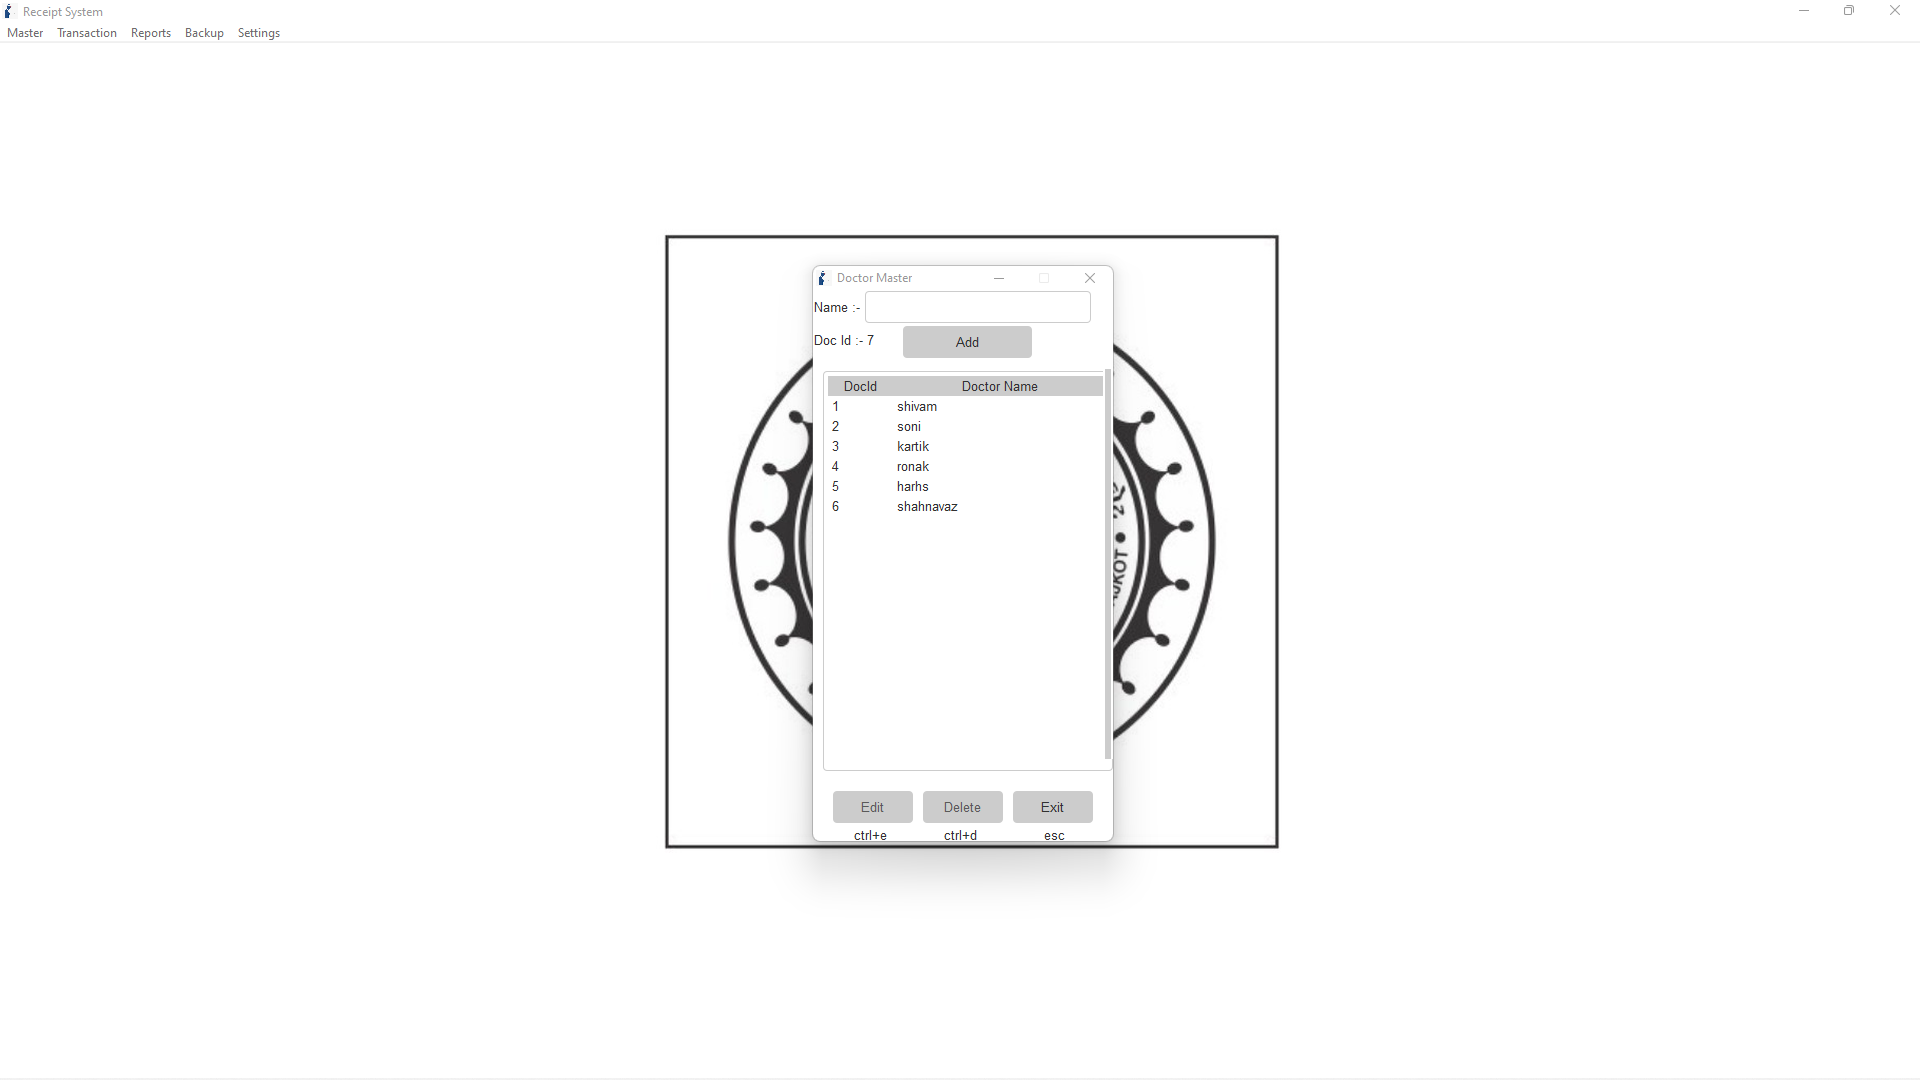 Receipt System
Master Transaction Reports Backup Settings
Doctor Master
Name :-
Doc Id :- 7 Add
DocId Doctor Name
1 shivam
2 soni
3 kartik
4 ronak
5 harhs
6 shahnavaz
Edit Delete Exit
ctrl+e ctrl+d esc